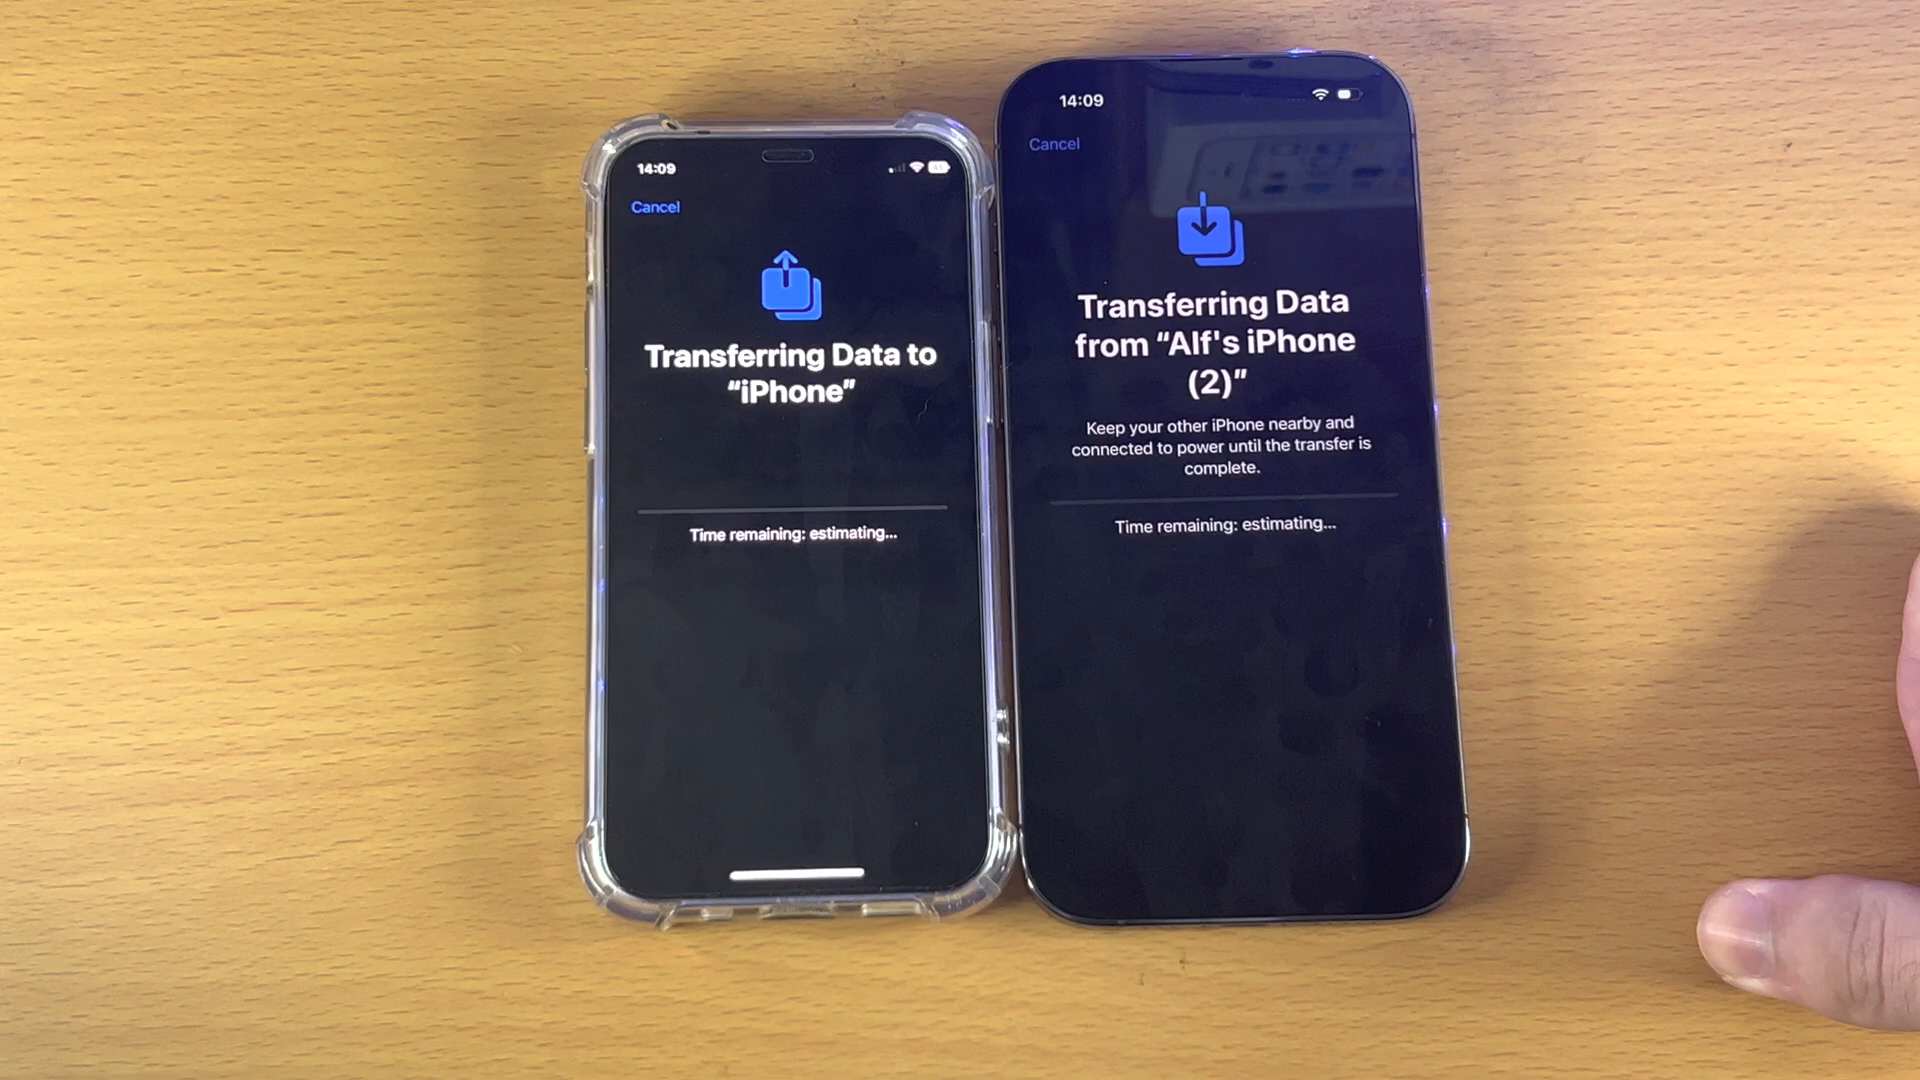 14:09
Cancel
Transferring Data to
“iPhone”
Time remaining: estimating...
14:09
Cancel
Transferring Data
from “Alf's iPhone
(2)”
Keep your other iPhone nearby and
connected to power until the transfer is
complete.
Time remaining: estimating...